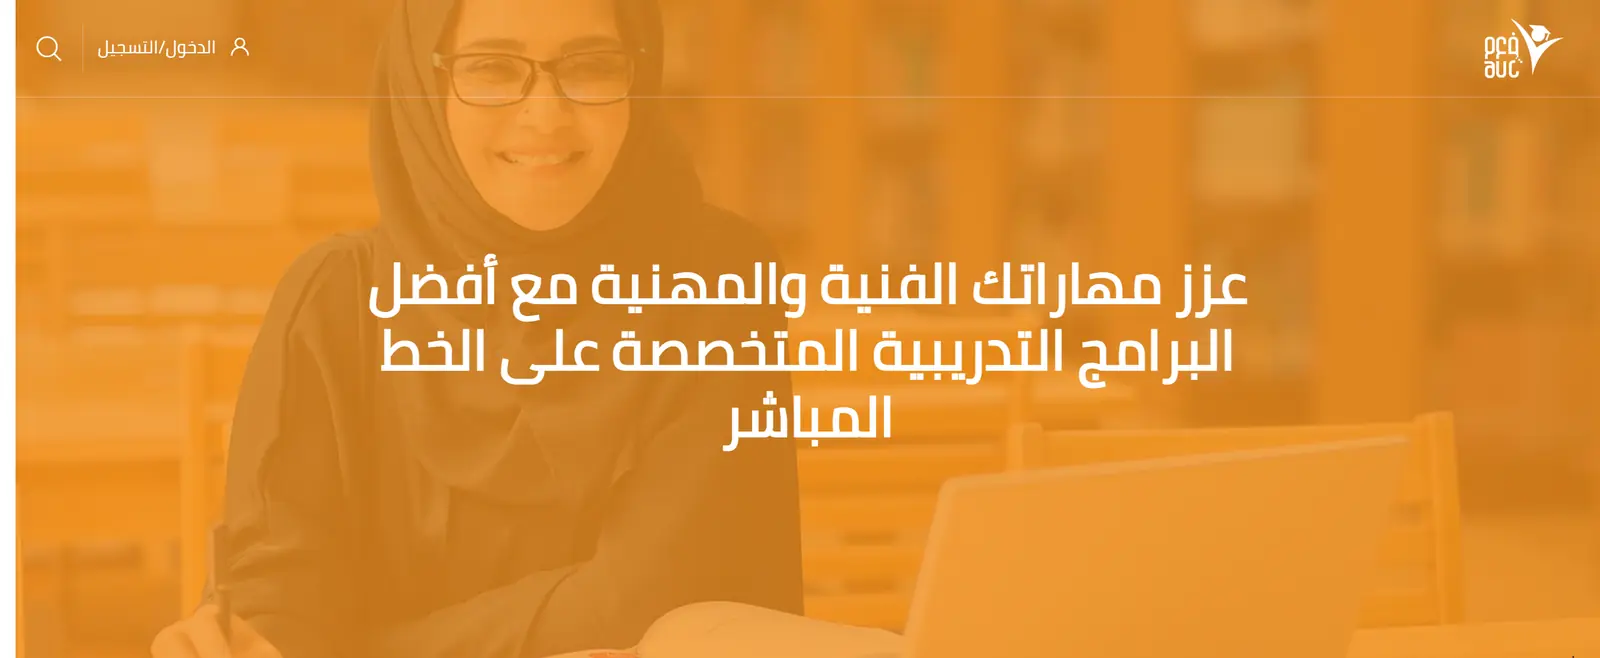 الدخول/التسجيل
عزز مهاراتك الفنية والمهنية مع أفضل
البرامج التدريبية المتخصصة على الخط
المباشر